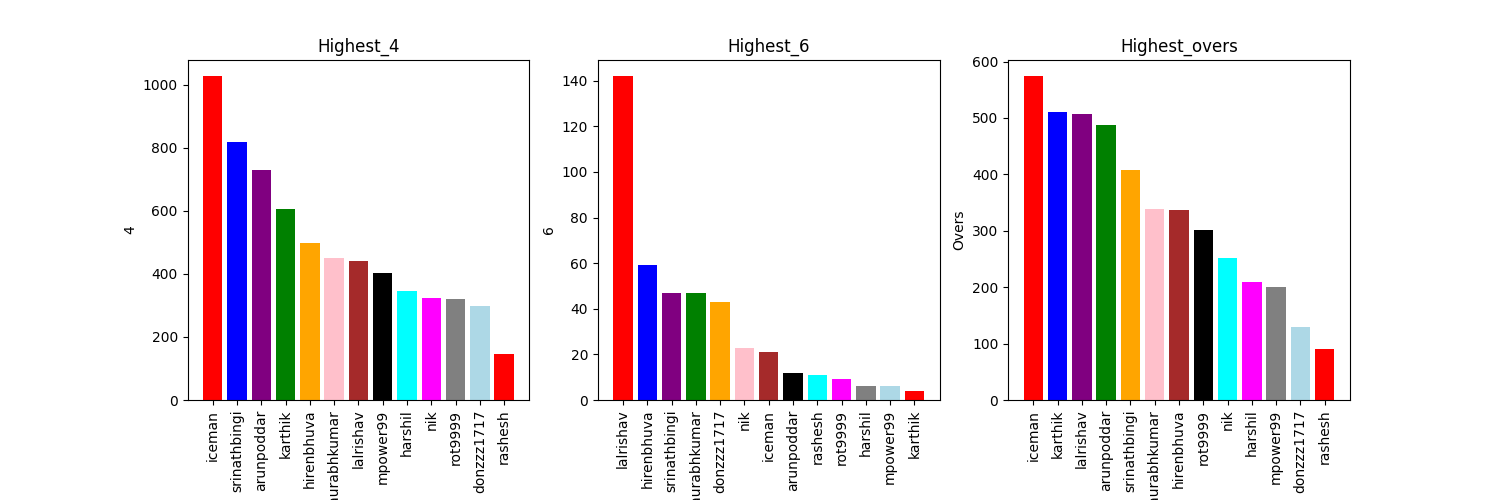 Highest_4
1000
800
600
400
200
0
4
iceman
srinathbingi
arunpoddar
karthik
hirenbhuva
urabhkumar
lalrishav
mpower99
harshil
nik
rot9999
donzzz1717
rashesh
Highest_6
140
120
100
80
60
40
20
0
6
lalrishav
hirenbhuva
srinathbingi
urabhkumar
donzzz1717
nik
iceman
arunpoddar
rashesh
rot9999
harshil
mpower99
karthik
Highest_overs
600
500
400
300
200
100
0
Overs
iceman
karthik
lalrishav
arunpoddar
srinathbingi
urabhkumar
hirenbhuva
rot9999
nik
harshil
mpower99
donzzz1717
rashesh